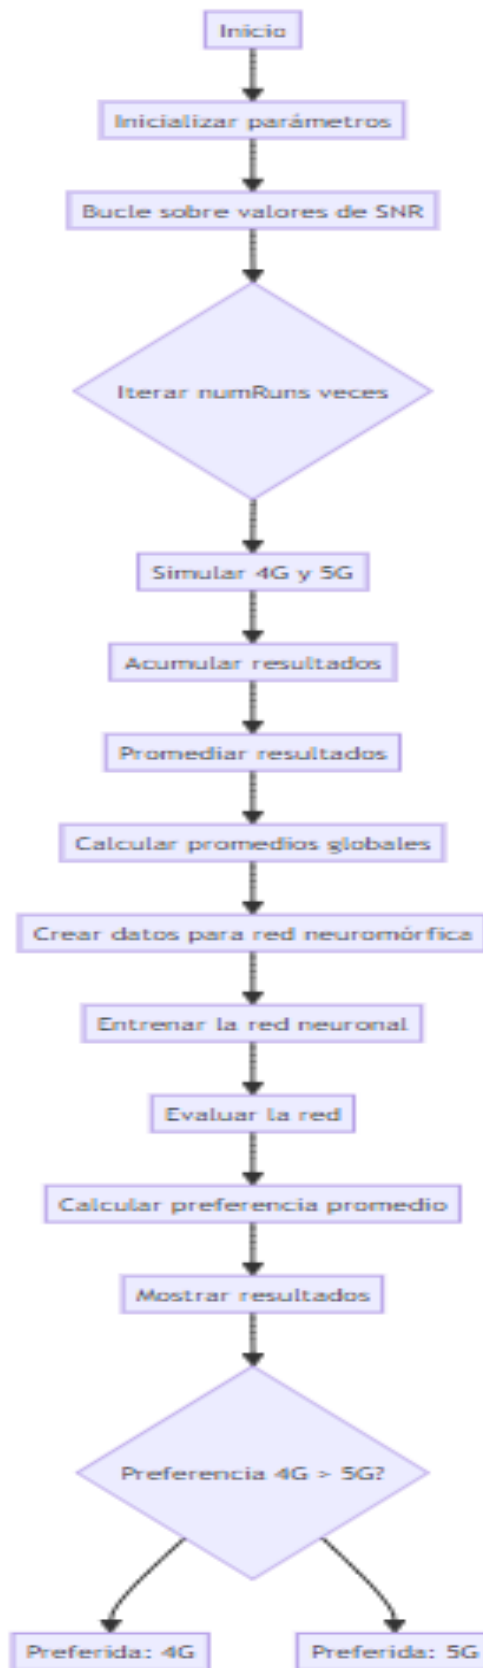 Inicio
Inicializar parámetros
Bucle sobre valores de SNR
Iterar numRuns veces
Simular 4G y 5G
Acumular resultados
Promediar resultados
Calcular promedios globales
Crear datos para red neuromórfica
Entrenar la red neuronal
Evaluar la red
Calcular preferencia promedio
Mostrar resultados
Preferencia 4G > 5G?
Preferida: 4G
Preferida: 5G